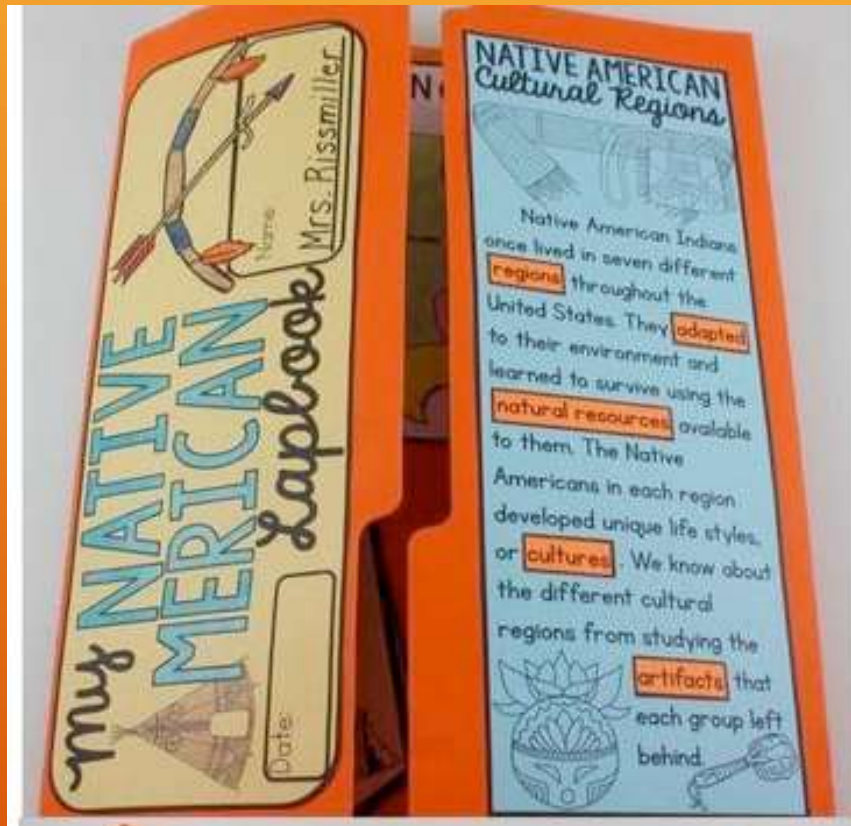 My
NATIVE
MERICAN
Lapbook
Name:
Mrs. Rissmiller
Date:
N
NATIVE AMERICAN
Cultural Regions
Native American Indians
once lived in seven different
regions throughout the
United States. They adapted
to their environment and
learned to survive using the
natural resources available
to them. The Native
Americans in each region
developed unique life styles,
or cultures. We know about
the different cultural
regions from studying the
artifacts that
each group left
behind.